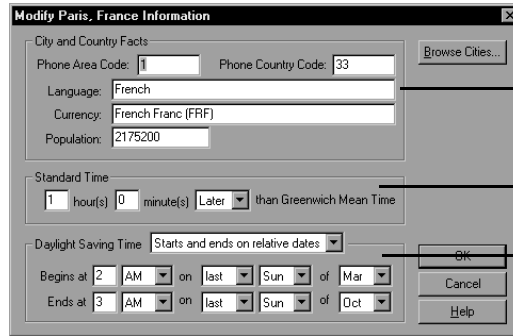 Modify Paris, France Information
City and Country Facts
Phone Area Code: 1 Phone Country Code: 33
Browse Cities...
Language: French
Currency: French Franc (FRF)
Population: 2175200
Standard Time
1 hour(s) 0 minute(s) Later than Greenwich Mean Time
Daylight Saving Time Starts and ends on relative dates
OK
Begins at 2 AM on last Sun of Mar
Cancel
Ends at 3 AM on last Sun of Oct
Help